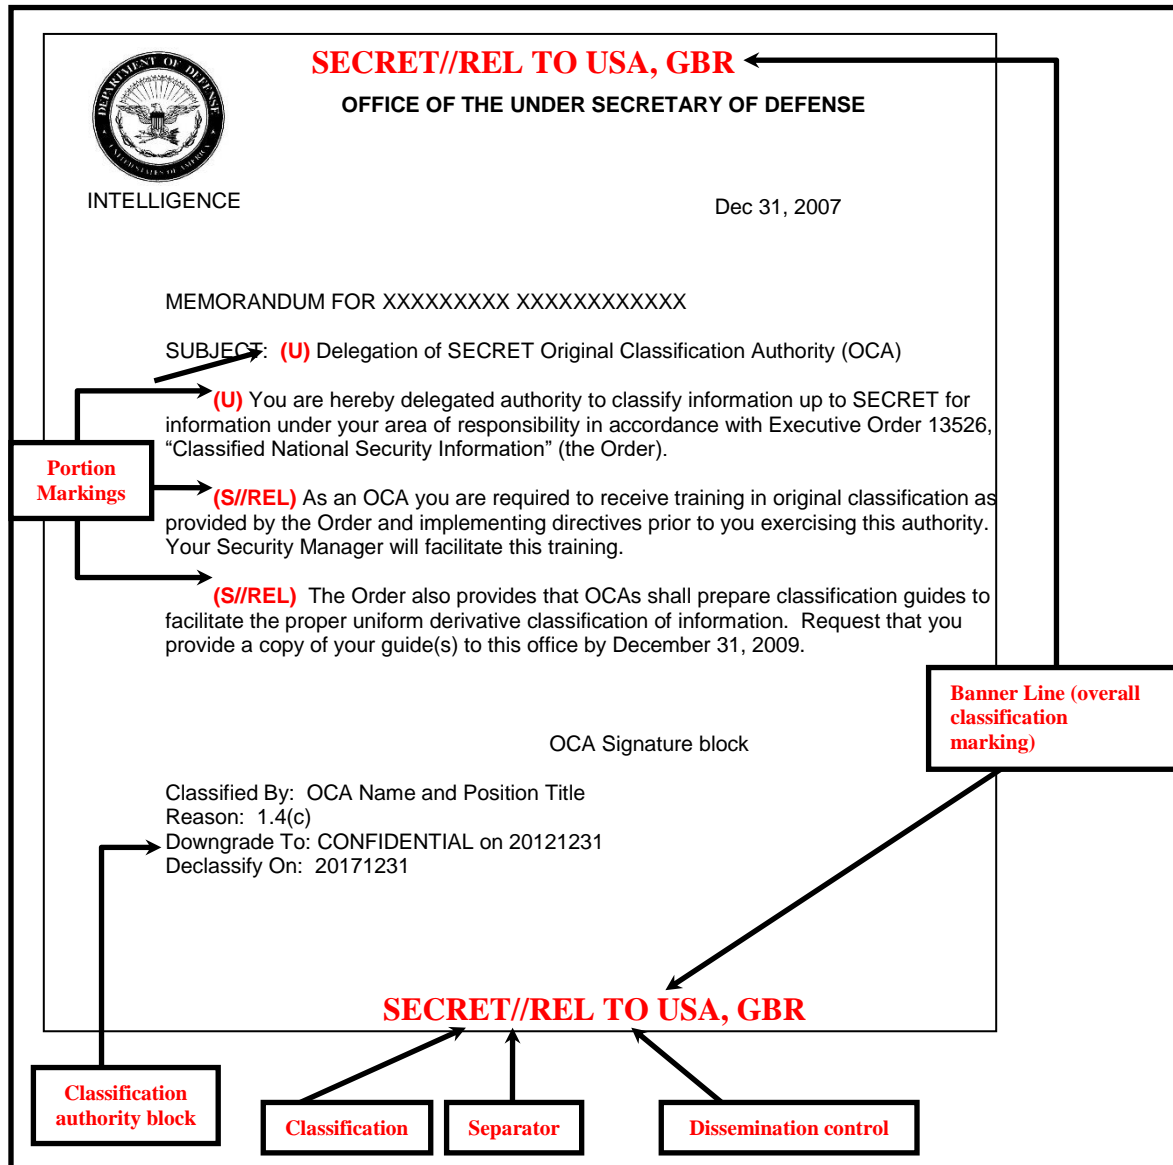 SECRET//REL TO USA, GBR
OFFICE OF THE UNDER SECRETARY OF DEFENSE
DEPARTMENT OF DEFENSE
UNITED STATES OF AMERICA
INTELLIGENCE
Dec 31, 2007
MEMORANDUM FOR XXXXXXXXX XXXXXXXXXXXX
SUBJECT: (U) Delegation of SECRET Original Classification Authority (OCA)
(U) You are hereby delegated authority to classify information up to SECRET for
information under your area of responsibility in accordance with Executive Order 13526,
“Classified National Security Information” (the Order).
Portion
Markings
(S//REL) As an OCA you are required to receive training in original classification as
provided by the Order and implementing directives prior to you exercising this authority.
Your Security Manager will facilitate this training.
(S//REL) The Order also provides that OCAs shall prepare classification guides to
facilitate the proper uniform derivative classification of information. Request that you
provide a copy of your guide(s) to this office by December 31, 2009.
Banner Line (overall
classification
marking)
OCA Signature block
Classified By: OCA Name and Position Title
Reason: 1.4(c)
Downgrade To: CONFIDENTIAL on 20121231
Declassify On: 20171231
SECRET//REL TO USA, GBR
Classification
authority block
Classification
Separator
Dissemination control